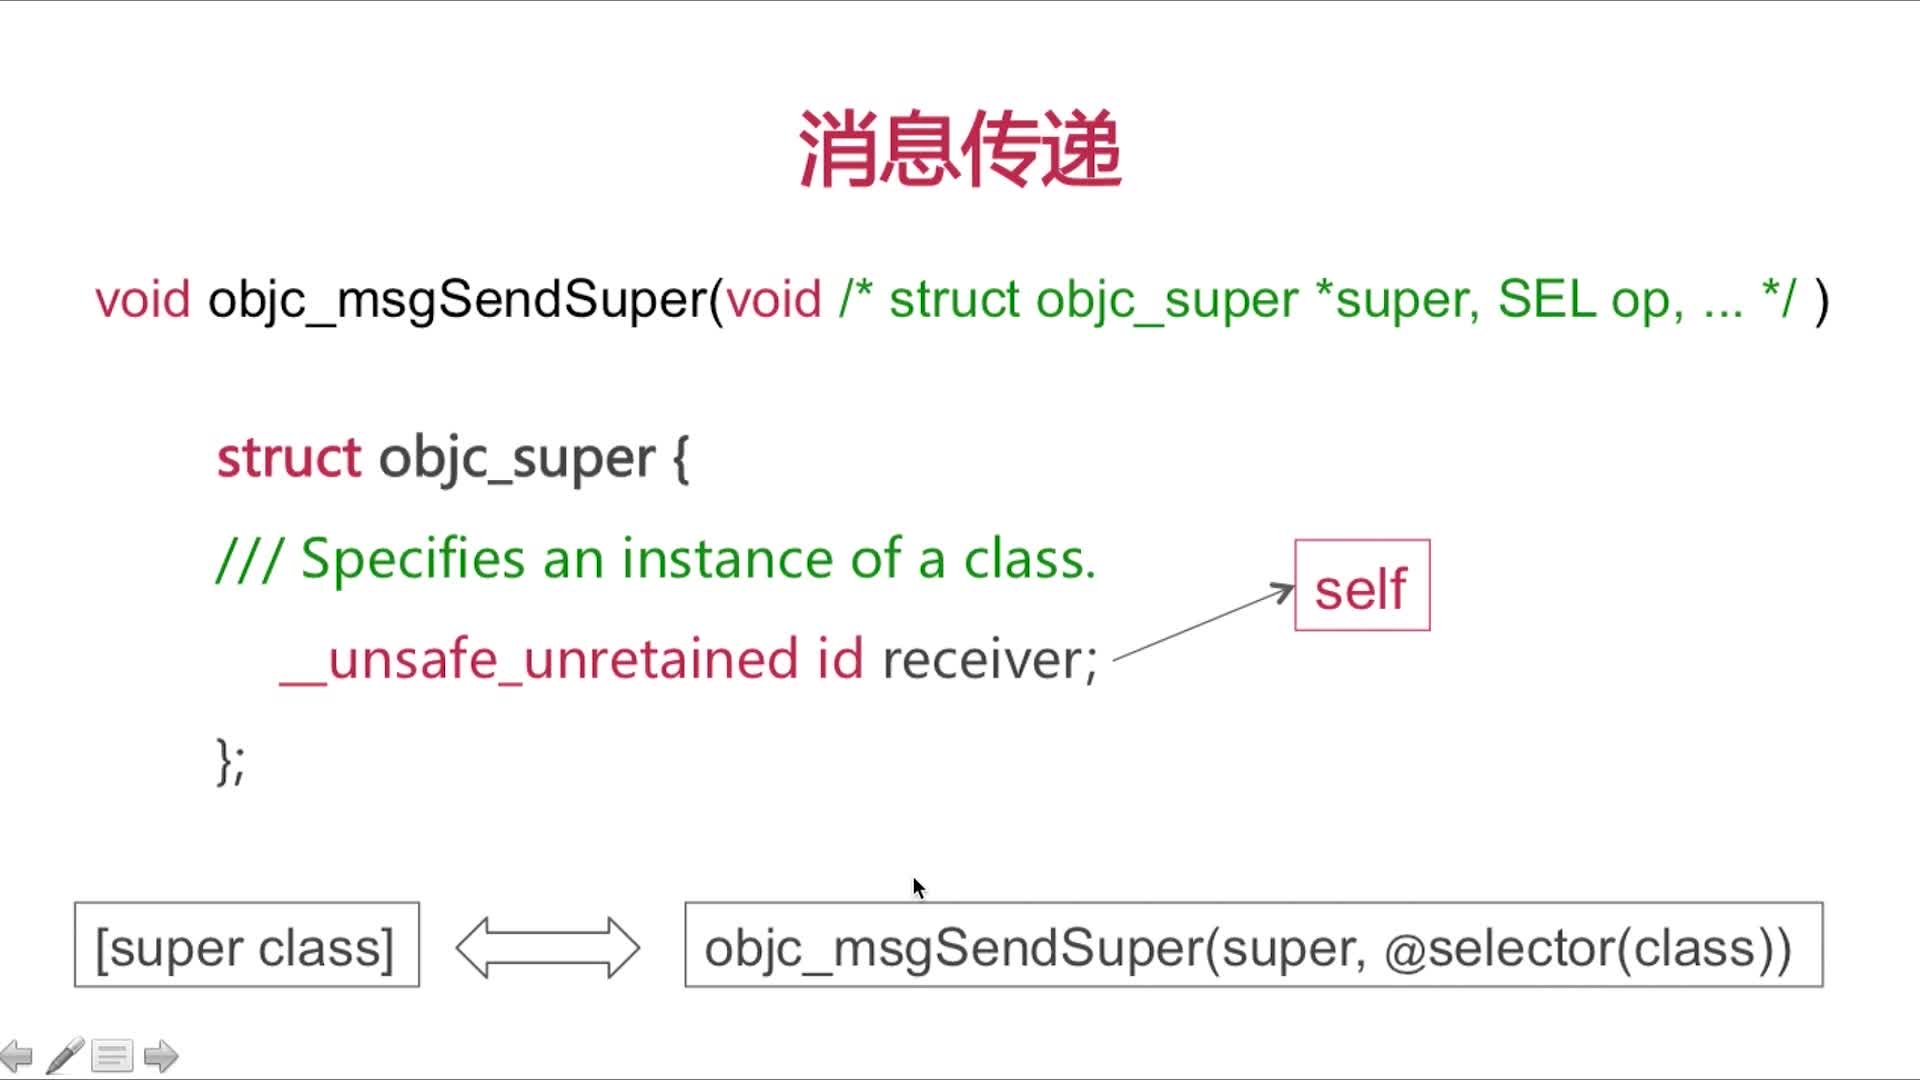 消息传递
void objc_msgSendSuper(void /* struct objc_super *super, SEL op, ... */ )
struct objc_super {
/// Specifies an instance of a class.
__unsafe_unretained id receiver;
self
};
[super class]
objc_msgSendSuper(super, @selector(class))